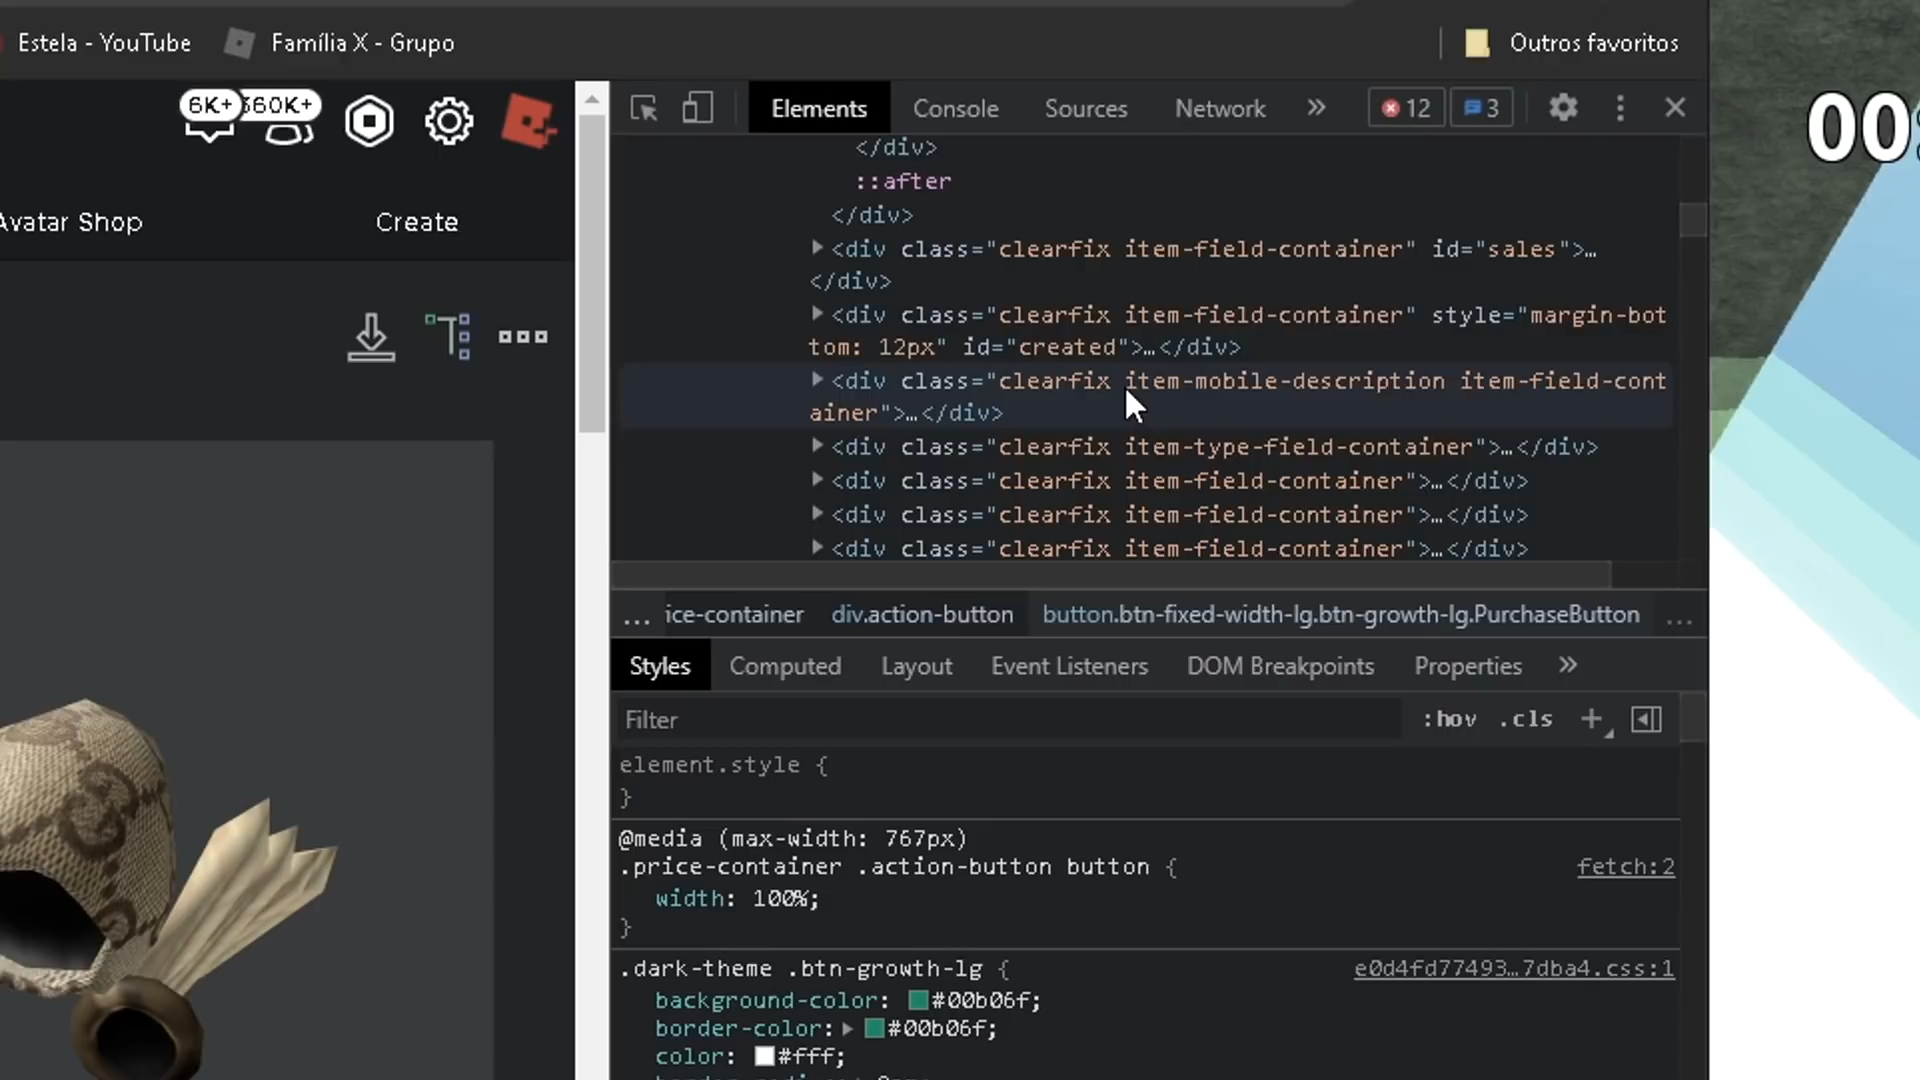 Estela - YouTube
Família X - Grupo
Outros favoritos
6K+
360K+
Avatar Shop
Create
Elements
Console
Sources
Network
»
12
3
</div>
::after
</div>
<div class="clearfix item-field-container" id="sales">…
</div>
<div class="clearfix item-field-container" style="margin-bot
tom: 12px" id="created">…</div>
<div class="clearfix item-mobile-description item-field-cont
ainer">…</div>
<div class="clearfix item-type-field-container">…</div>
<div class="clearfix item-field-container">…</div>
<div class="clearfix item-field-container">…</div>
<div class="clearfix item-field-container">…</div>
... ice-container div.action-button button.btn-fixed-width-lg.btn-growth-lg.PurchaseButton ...
Styles
Computed
Layout
Event Listeners
DOM Breakpoints
Properties
»
Filter
:hov .cls +
element.style {
}
@media (max-width: 767px)
.price-container .action-button button {
fetch:2
width: 100%;
}
.dark-theme .btn-growth-lg {
e0d4fd77493…7dba4.css:1
background-color: #00b06f;
border-color: #00b06f;
color: #fff;
00